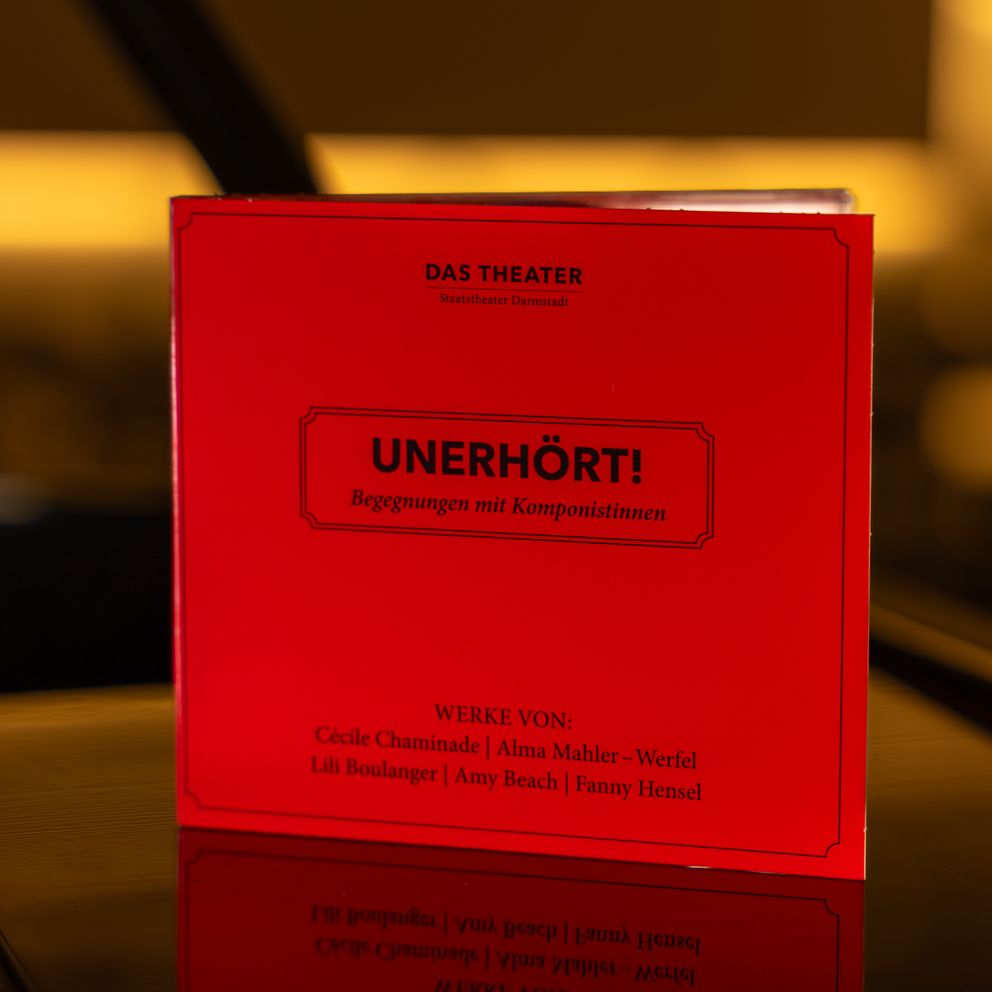 DAS THEATER
Staatstheater Darmstadt
UNERHÖRT!
Begegnungen mit Komponistinnen
WERKE VON:
Cécile Chaminade | Alma Mahler – Werfel
Lili Boulanger | Amy Beach | Fanny Hensel